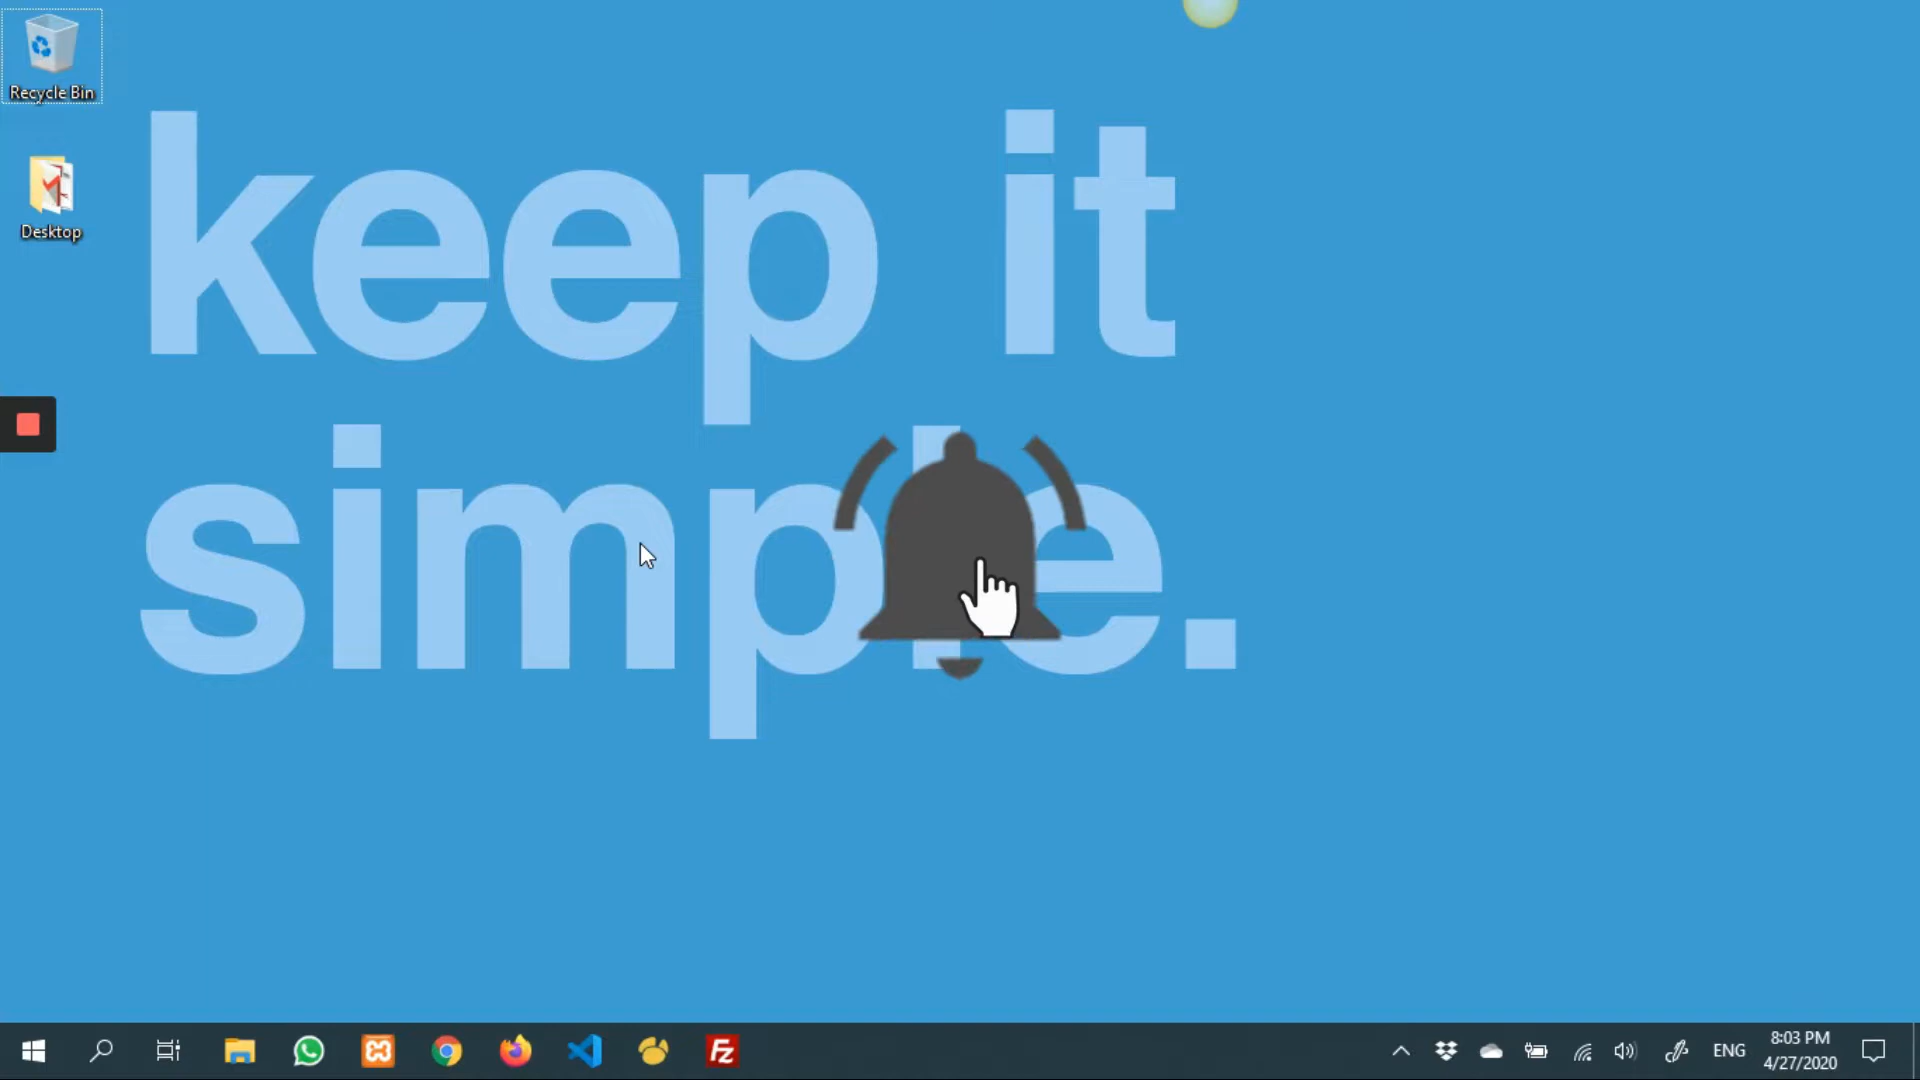 Recycle Bin
Desktop
keep it
simple.
ENG
8:03 PM
4/27/2020